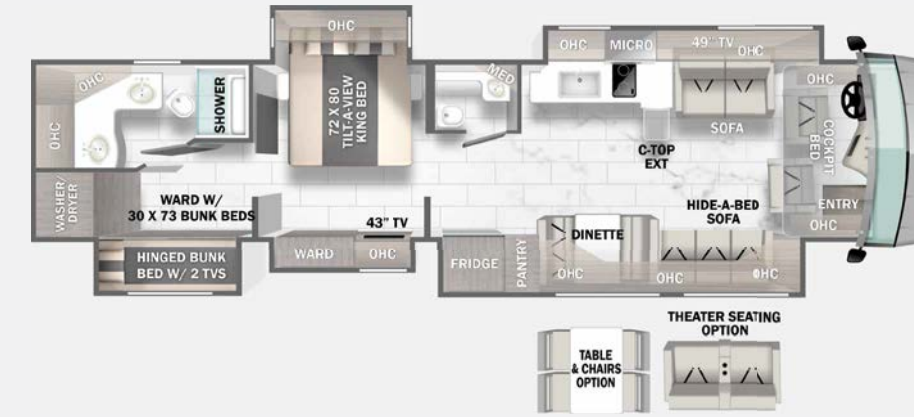 OHC
OHC
SHOWER
OHC
72 X 80
TILT-A-VIEW
KING BED
MED
OHC
MICRO
49" TV
OHC
SOFA
C-TOP
EXT
OHC
COCKPIT
BED
ENTRY
OHC
WASHER/
DRYER
WARD W/
30 X 73 BUNK BEDS
HINGED BUNK
BED W/ 2 TVS
43" TV
WARD
OHC
FRIDGE
PANTRY
DINETTE
OHC
HIDE-A-BED
SOFA
OHC
OHC
TABLE
& CHAIRS
OPTION
THEATER SEATING
OPTION